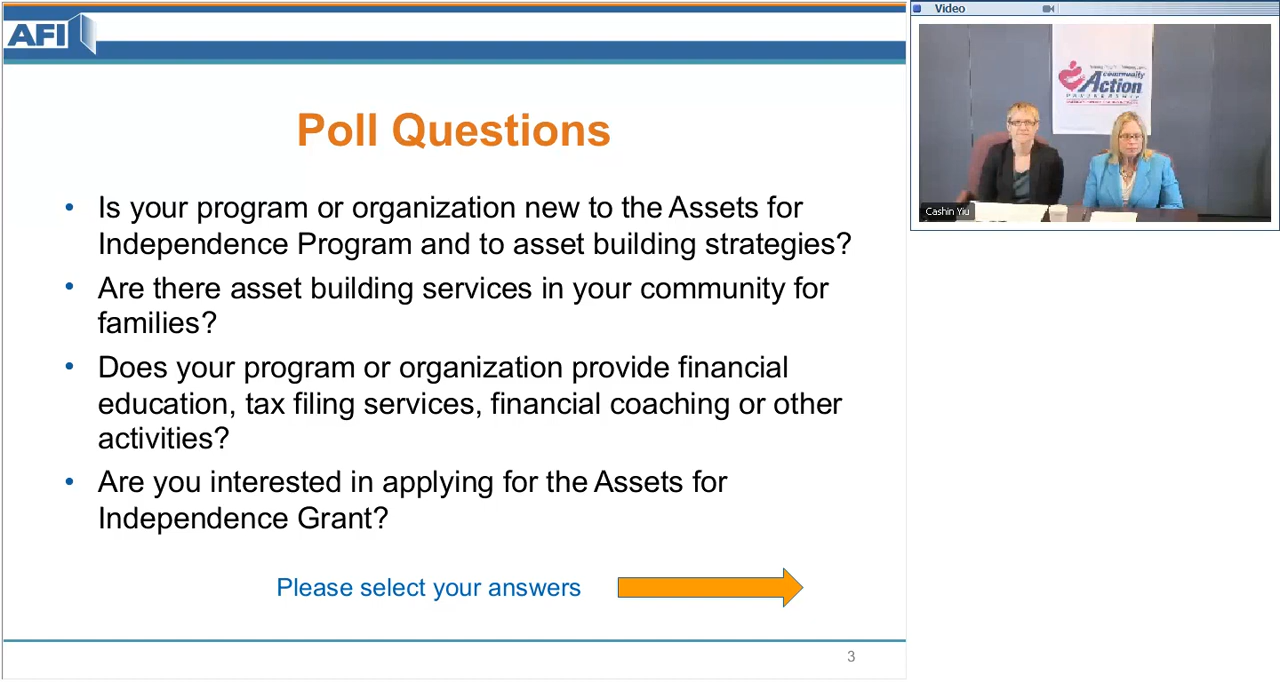 AFI
Poll Questions
• Is your program or organization new to the Assets for
Independence Program and to asset building strategies?
• Are there asset building services in your community for
families?
• Does your program or organization provide financial
education, tax filing services, financial coaching or other
activities?
• Are you interested in applying for the Assets for
Independence Grant?
Please select your answers
3
Video
community
Action
PARTNERSHIP
Cashin Yiu